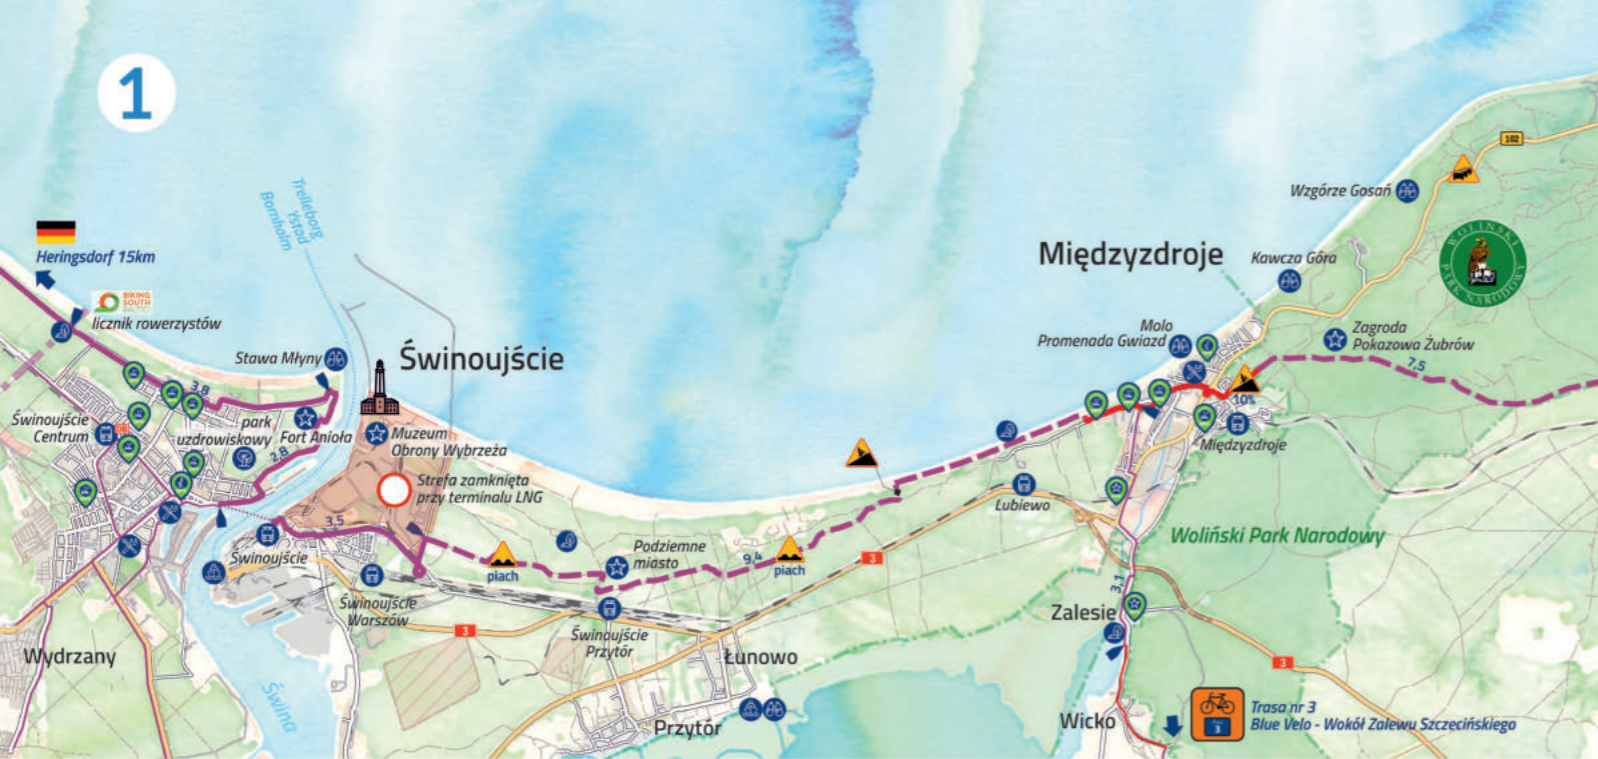 1
Heringsdorf 15km
BIKING
SOUTH
BALTIC!
licznik rowerzystów
Trelleborg
Ystad
Bornholm
Stawa Młyny
Świnoujście
3,8
Świnoujście
Centrum
DB
park
uzdrowiskowy
Fort Anioła
2,8
Muzeum
Obrony Wybrzeża
Strefa zamknięta
przy terminalu LNG
3,5
Świnoujście
Świnoujście
Warszów
piach
Podziemne
miasto
9,4
piach
3
3
Świnoujście
Przytór
Wydrzany
Świna
Łunowo
Przytór
Międzyzdroje
Wzgórze Gosań
102
Kawcza Góra
WOLIŃSKI
PARK NARODOWY
Molo
Promenada Gwiazd
Zagroda
Pokazowa Żubrów
7,5
10%
Międzyzdroje
Lubiewo
Woliński Park Narodowy
3,1
Zalesie
3
Wicko
3
Trasa nr 3
Blue Velo - Wokół Zalewu Szczecińskiego